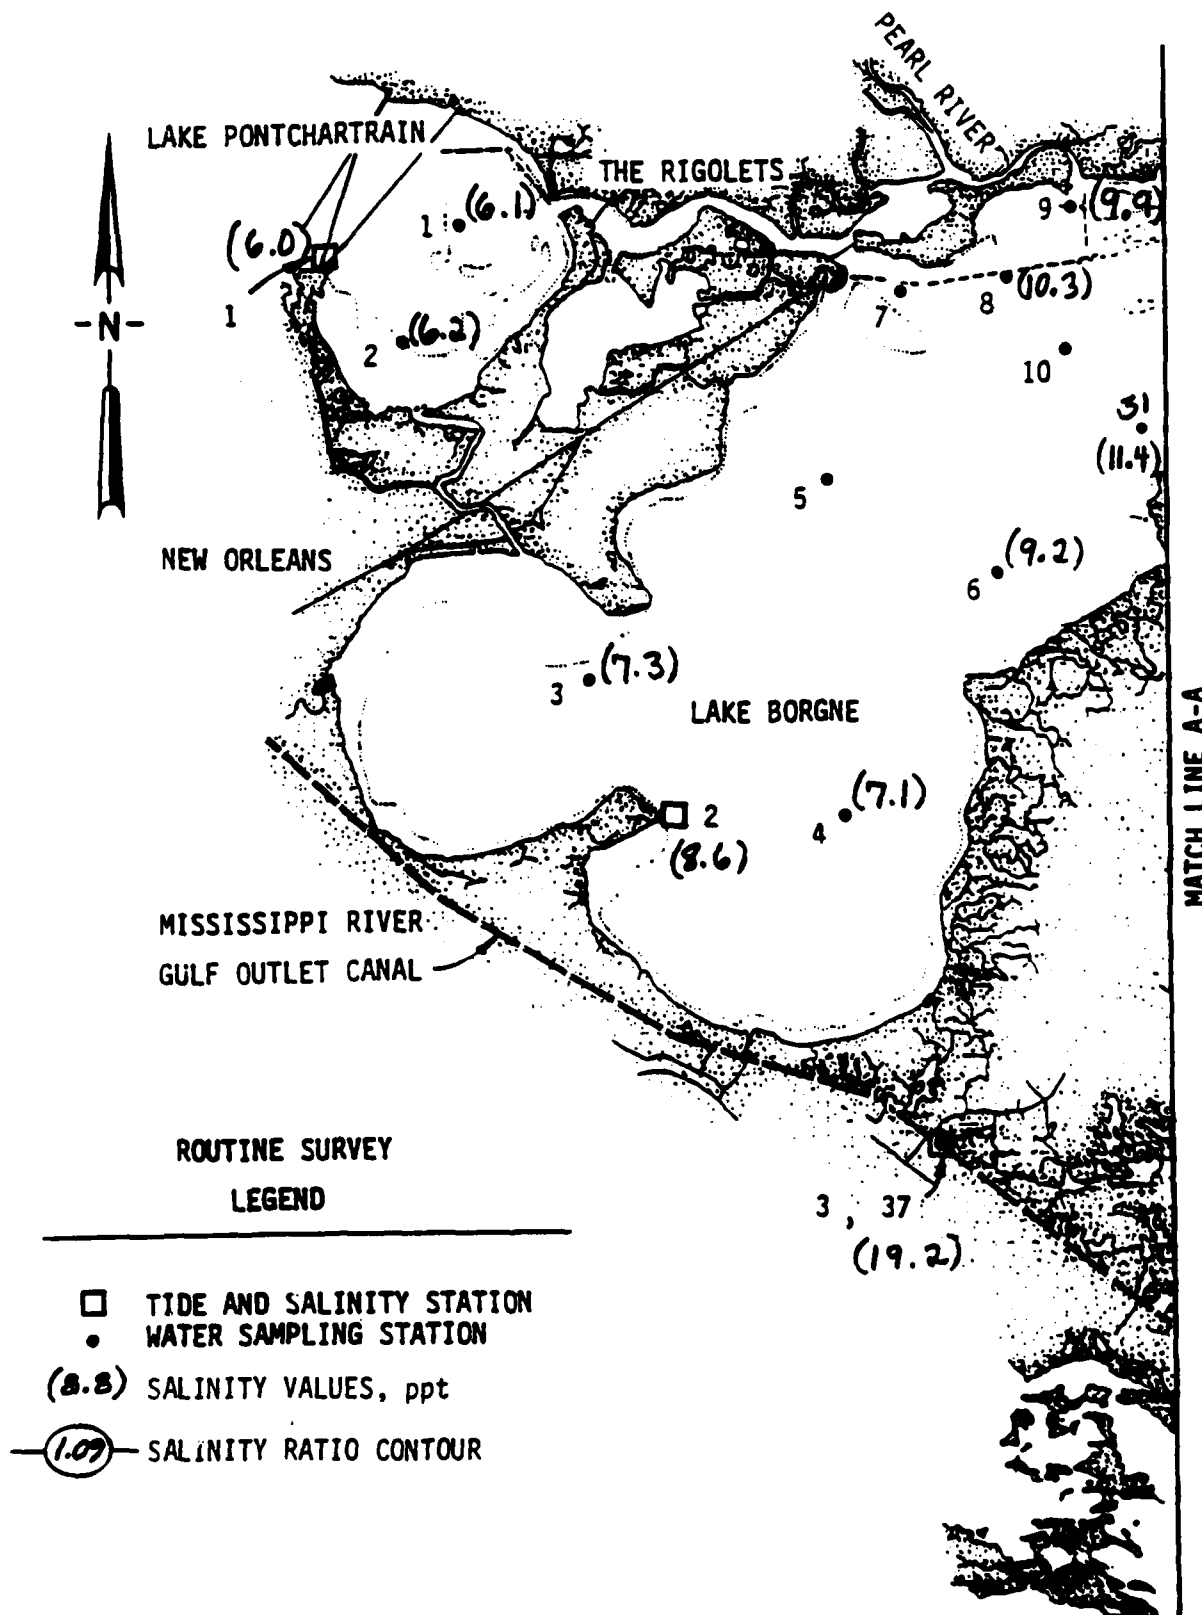 PEARL RIVER
LAKE PONTCHARTRAIN
THE RIGOLETS
1 (6.1)
9 (9.9)
(6.0)
1
8 (10.3)
7
-N-
2 (6.2)
10
31
(11.4)
5
NEW ORLEANS
6 (9.2)
3 (7.3)
LAKE BORGNE
MATCH LINE A-A
4 (7.1)
2
(8.6)
MISSISSIPPI RIVER
GULF OUTLET CANAL
3, 37
(19.2)
ROUTINE SURVEY
LEGEND
TIDE AND SALINITY STATION
WATER SAMPLING STATION
(8.8) SALINITY VALUES, ppt
1.09 SALINITY RATIO CONTOUR